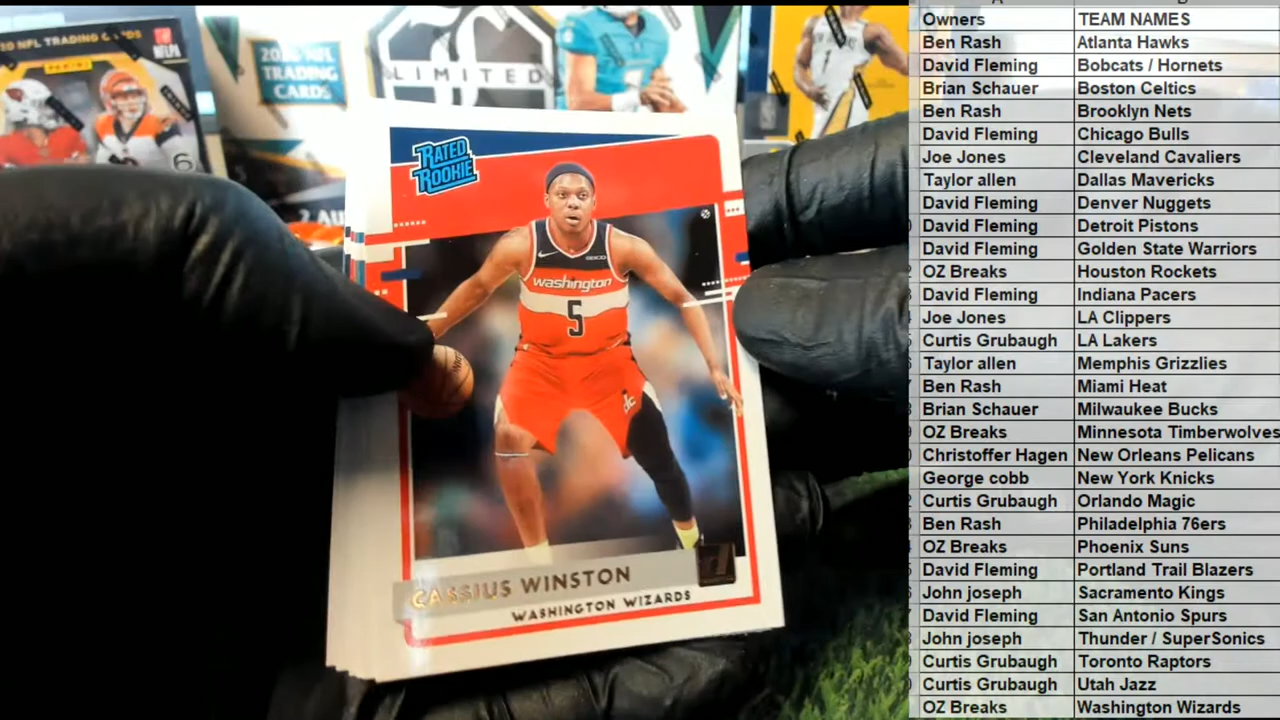 NFL TRADING CARDS
PANINI
NFLPA
2020 NFL
TRADING
CARDS
LIMITED
1
6
2 AU
RATED
ROOKIE
GEICO
washington
5
CASSIUS WINSTON
WASHINGTON WIZARDS
Owners TEAM NAMES
Ben Rash Atlanta Hawks
David Fleming Bobcats / Hornets
Brian Schauer Boston Celtics
Ben Rash Brooklyn Nets
David Fleming Chicago Bulls
Joe Jones Cleveland Cavaliers
Taylor allen Dallas Mavericks
David Fleming Denver Nuggets
David Fleming Detroit Pistons
David Fleming Golden State Warriors
OZ Breaks Houston Rockets
David Fleming Indiana Pacers
Joe Jones LA Clippers
Curtis Grubaugh LA Lakers
Taylor allen Memphis Grizzlies
Ben Rash Miami Heat
Brian Schauer Milwaukee Bucks
OZ Breaks Minnesota Timberwolves
Christoffer Hagen New Orleans Pelicans
George cobb New York Knicks
Curtis Grubaugh Orlando Magic
Ben Rash Philadelphia 76ers
OZ Breaks Phoenix Suns
David Fleming Portland Trail Blazers
John joseph Sacramento Kings
David Fleming San Antonio Spurs
John joseph Thunder / SuperSonics
Curtis Grubaugh Toronto Raptors
Curtis Grubaugh Utah Jazz
OZ Breaks Washington Wizards